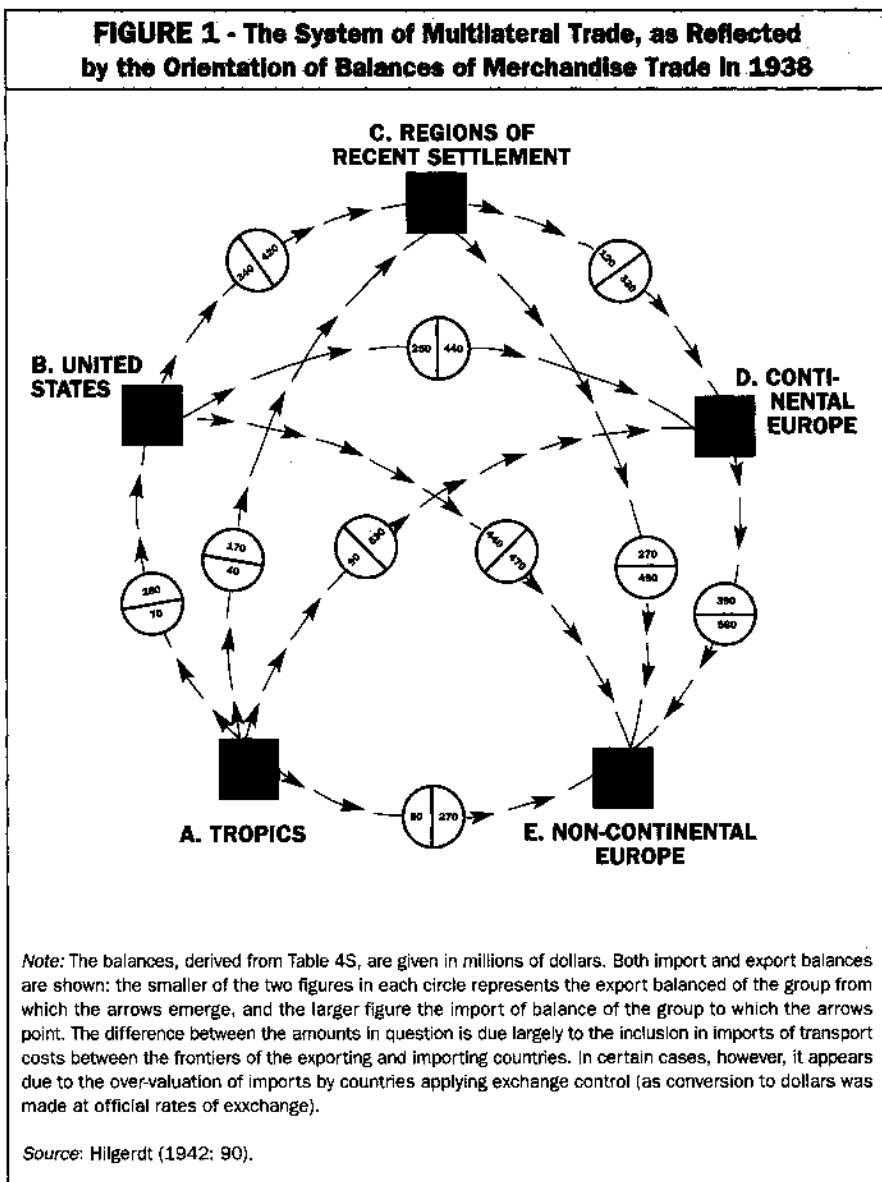 FIGURE 1 - The System of Multilateral Trade, as Reflected
by the Orientation of Balances of Merchandise Trade in 1938
C. REGIONS OF
RECENT SETTLEMENT
240
120
440
B. UNITED
STATES
D. CONTI-
NENTAL
EUROPE
170
40
440
470
270
70
270
A. TROPICS
E. NON-CONTINENTAL
EUROPE
Note: The balances, derived from Table 4S, are given in millions of dollars. Both import and export balances
are shown: the smaller of the two figures in each circle represents the export balanced of the group from
which the arrows emerge, and the larger figure the import of balance of the group to which the arrows
point. The difference between the amounts in question is due largely to the inclusion in imports of transport
costs between the frontiers of the exporting and importing countries. In certain cases, however, it appears
due to the over-valuation of imports by countries applying exchange control (as conversion to dollars was
made at official rates of exxchange).
Source: Hilgerdt (1942: 90).